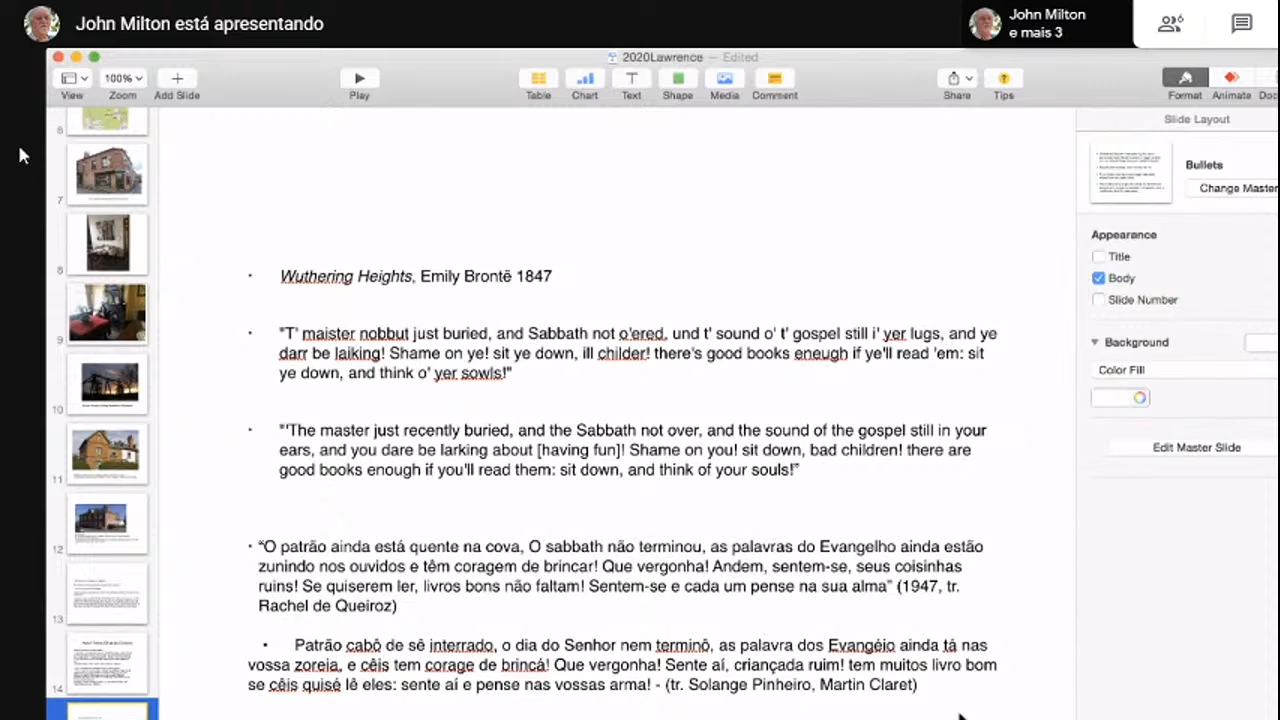 John Milton está apresentando
John Milton
e mais 3
6
2020Lawrence — Edited
100%
View
Zoom
Add Slide
Play
Table
Chart
Text
Shape
Media
Comment
Share
Tips
Format
Animate
Doc
Slide Layout
Bullets
Change Master
Appearance
Title
Body
Slide Number
Background
Color Fill
Edit Master Slide
6
7
8
9
10
11
12
13
14
• Wuthering Heights, Emily Brontë 1847
• "T' maister nobbut just buried, and Sabbath not o'ered, und t' sound o' t' gospel still i' yer lugs, and ye
darr be laiking! Shame on ye! sit ye down, ill childer! there's good books eneugh if ye'll read 'em: sit
ye down, and think o' yer sowls!"
• "'The master just recently buried, and the Sabbath not over, and the sound of the gospel still in your
ears, and you dare be larking about [having fun]! Shame on you! sit down, bad children! there are
good books enough if you'll read them: sit down, and think of your souls!”
• “O patrão ainda está quente na cova, O sabbath não terminou, as palavras do Evangelho ainda estão
zunindo nos ouvidos e têm coragem de brincar! Que vergonha! Andem, sentem-se, seus coisinhas
ruins! Se querem ler, livros bons não faltam! Sentem-se e cada um pense na sua alma” (1947, tr.
Rachel de Queiroz)
• Patrão cabô de sê interrado, o dia do Senhor nem terminô, as palavra dos Evangéio ainda tá nas
vossa zoreia, e cêis tem corage de brincá! Que vergonha! Sente aí, criançada ruim! tem muitos livro bom
se cêis quisé lê eles: sente aí e pense nas vossas arma! - (tr. Solange Pinheiro, Martin Claret)